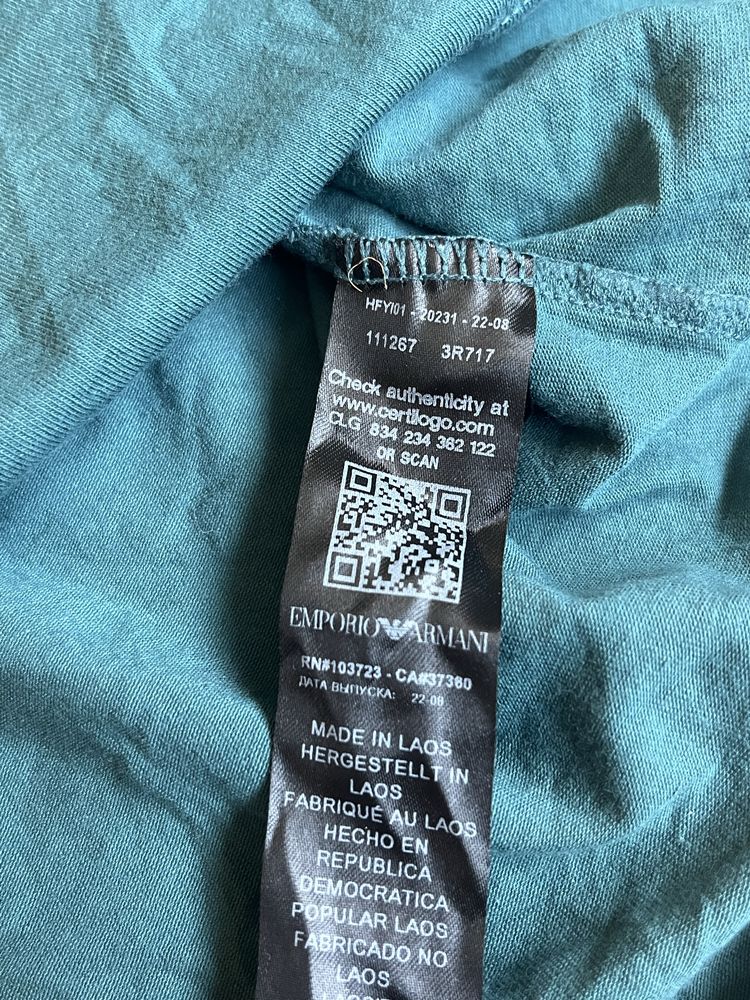 HFYI01 - 20231 - 22-08
111267 3R717
Check authenticity at
www.certilogo.com
CLG 834 234 362 122
OR SCAN
EMPORIO ARMANI
RN#103723 - CA#37380
ДАТА ВЫПУСКА: 22-08
MADE IN LAOS
HERGESTELLT IN
LAOS
FABRIQUÉ AU LAOS
HECHO EN
REPUBLICA
DEMOCRATICA
POPULAR LAOS
FABRICADO NO
LAOS